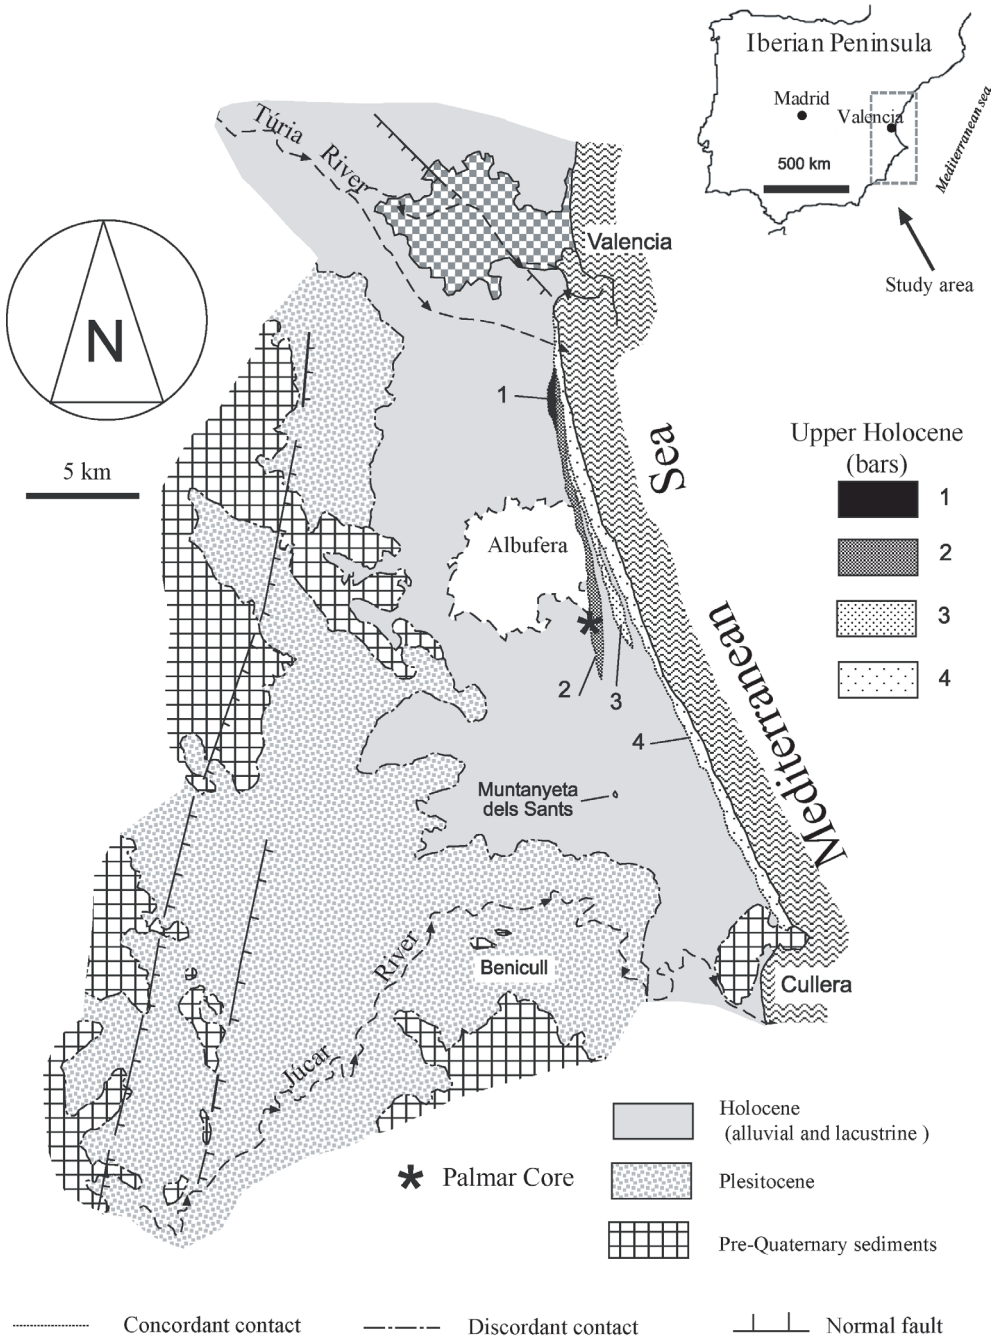 Iberian Peninsula
Madrid
Valencia
500 km
Mediterranean sea
Study area
Túria
River
Valencia
N
5 km
1
Sea
Albufera
Upper Holocene
(bars)
1
2
3
4
2
3
4
Mediterranean
Muntanyeta
dels Sants
River
Benicull
Cullera
Júcar
Holocene
(alluvial and lacustrine )
* Palmar Core
Plesitocene
Pre-Quaternary sediments
Concordant contact
Discordant contact
Normal fault